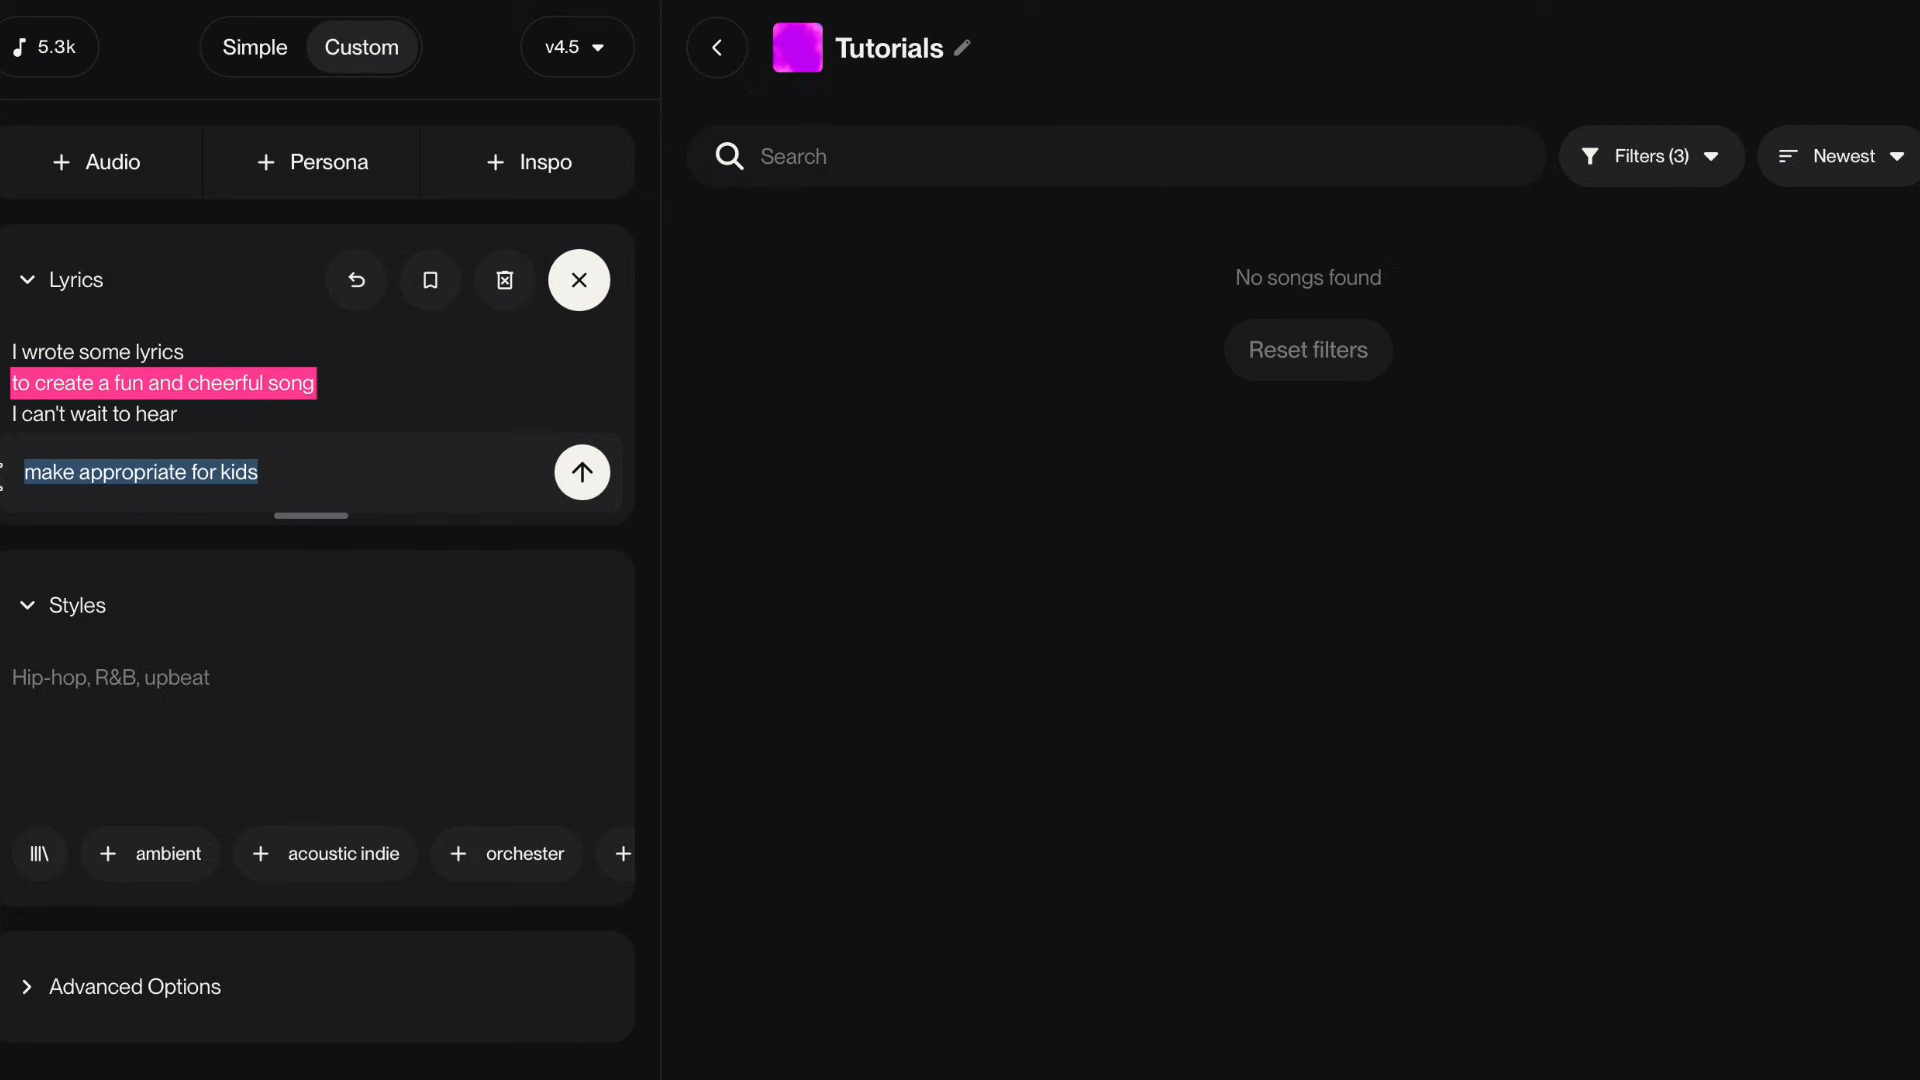 5.3k
Simple
Custom
v4.5
Tutorials
Audio
Persona
Inspo
Search
Filters (3)
Newest
Lyrics
I wrote some lyrics
to create a fun and cheerful song
I can't wait to hear
make appropriate for kids
No songs found
Reset filters
Styles
Hip-hop, R&B, upbeat
ambient
acoustic indie
orchester
Advanced Options